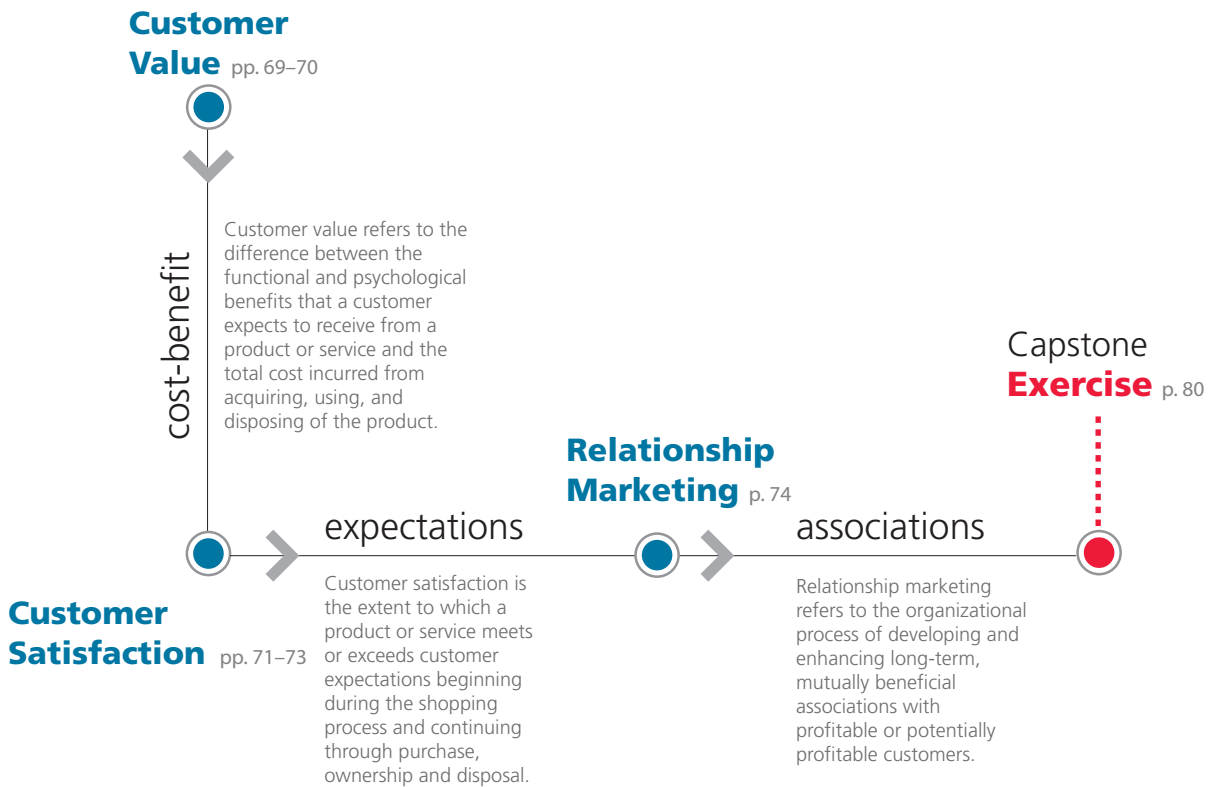 Customer
Value pp. 69–70
cost-benefit
Customer value refers to the
difference between the
functional and psychological
benefits that a customer
expects to receive from a
product or service and the
total cost incurred from
acquiring, using, and
disposing of the product.
Customer
Satisfaction pp. 71–73
expectations
Customer satisfaction is
the extent to which a
product or service meets
or exceeds customer
expectations beginning
during the shopping
process and continuing
through purchase,
ownership and disposal.
Relationship
Marketing p. 74
associations
Relationship marketing
refers to the organizational
process of developing and
enhancing long-term,
mutually beneficial
associations with
profitable or potentially
profitable customers.
Capstone
Exercise p. 80